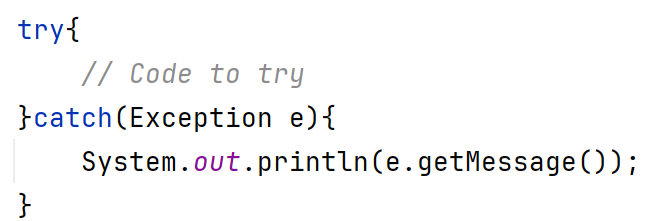 try{
    // Code to try
}catch(Exception e){
    System.out.println(e.getMessage());
}